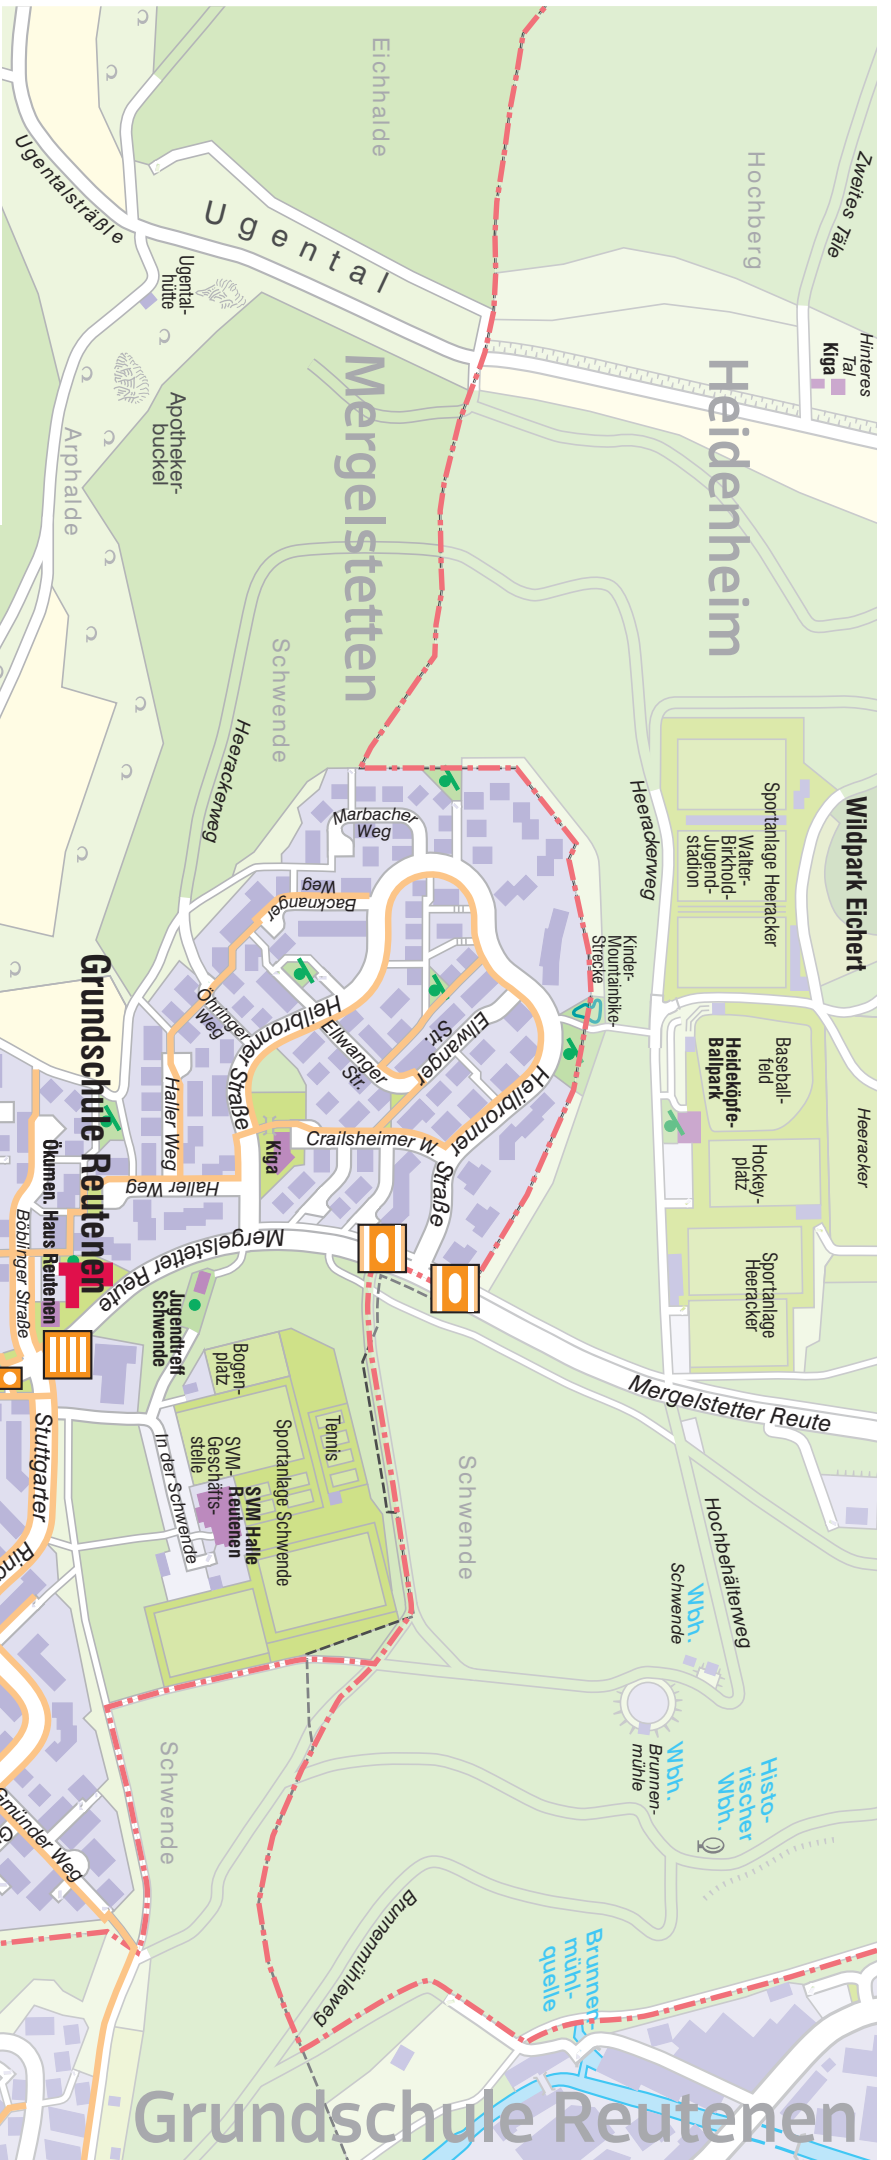 Eichhalde
Hochberg
Zweites Täle
Ugentalsträßle
Ugental
Ugental-
hütte
Hinteres
Tal
Kiga
Heidenheim
Mergelstetten
Apotheker-
buckel
Arphalde
Schwende
Heerackerweg
Heerackerweg
Sportanlage Heeracker
Walter-
Birkhold-
Jugend-
stadion
Wildpark Eichert
Marbacher
Weg
Backnanger
Weg
Kinder-
Mountainbike-
Strecke
Öhringer
Weg
Heilbronner Straße
Ellwanger
Str.
Ellwanger
Str.
Heilbronner
Straße
Baseball-
feld
Heideköpfe-
Ballpark
Heeracker
Hockey-
platz
Sportanlage
Heeracker
Haller Weg
Haller Weg
Kiga
Crailsheimer W.
Grundschule Reutenen
Ökumen. Haus Reutenen
Böblinger Straße
Mergelstetter Reute
Mergelstetter Reute
Jugendtreff
Schwende
Bogen-
platz
Tennis
Sportanlage Schwende
SVM-
Geschäfts-
stelle
SVM Halle
Reutenen
In der Schwende
Stuttgarter
Ring
Schwende
Hochbehälterweg
Wbh.
Schwende
Wbh.
Brunnen-
mühle
Histo-
rischer
Wbh.
Schwende
Gmünder Weg
Brunnenmühleweg
Brunnen-
mühl-
quelle
Grundschule Reutenen